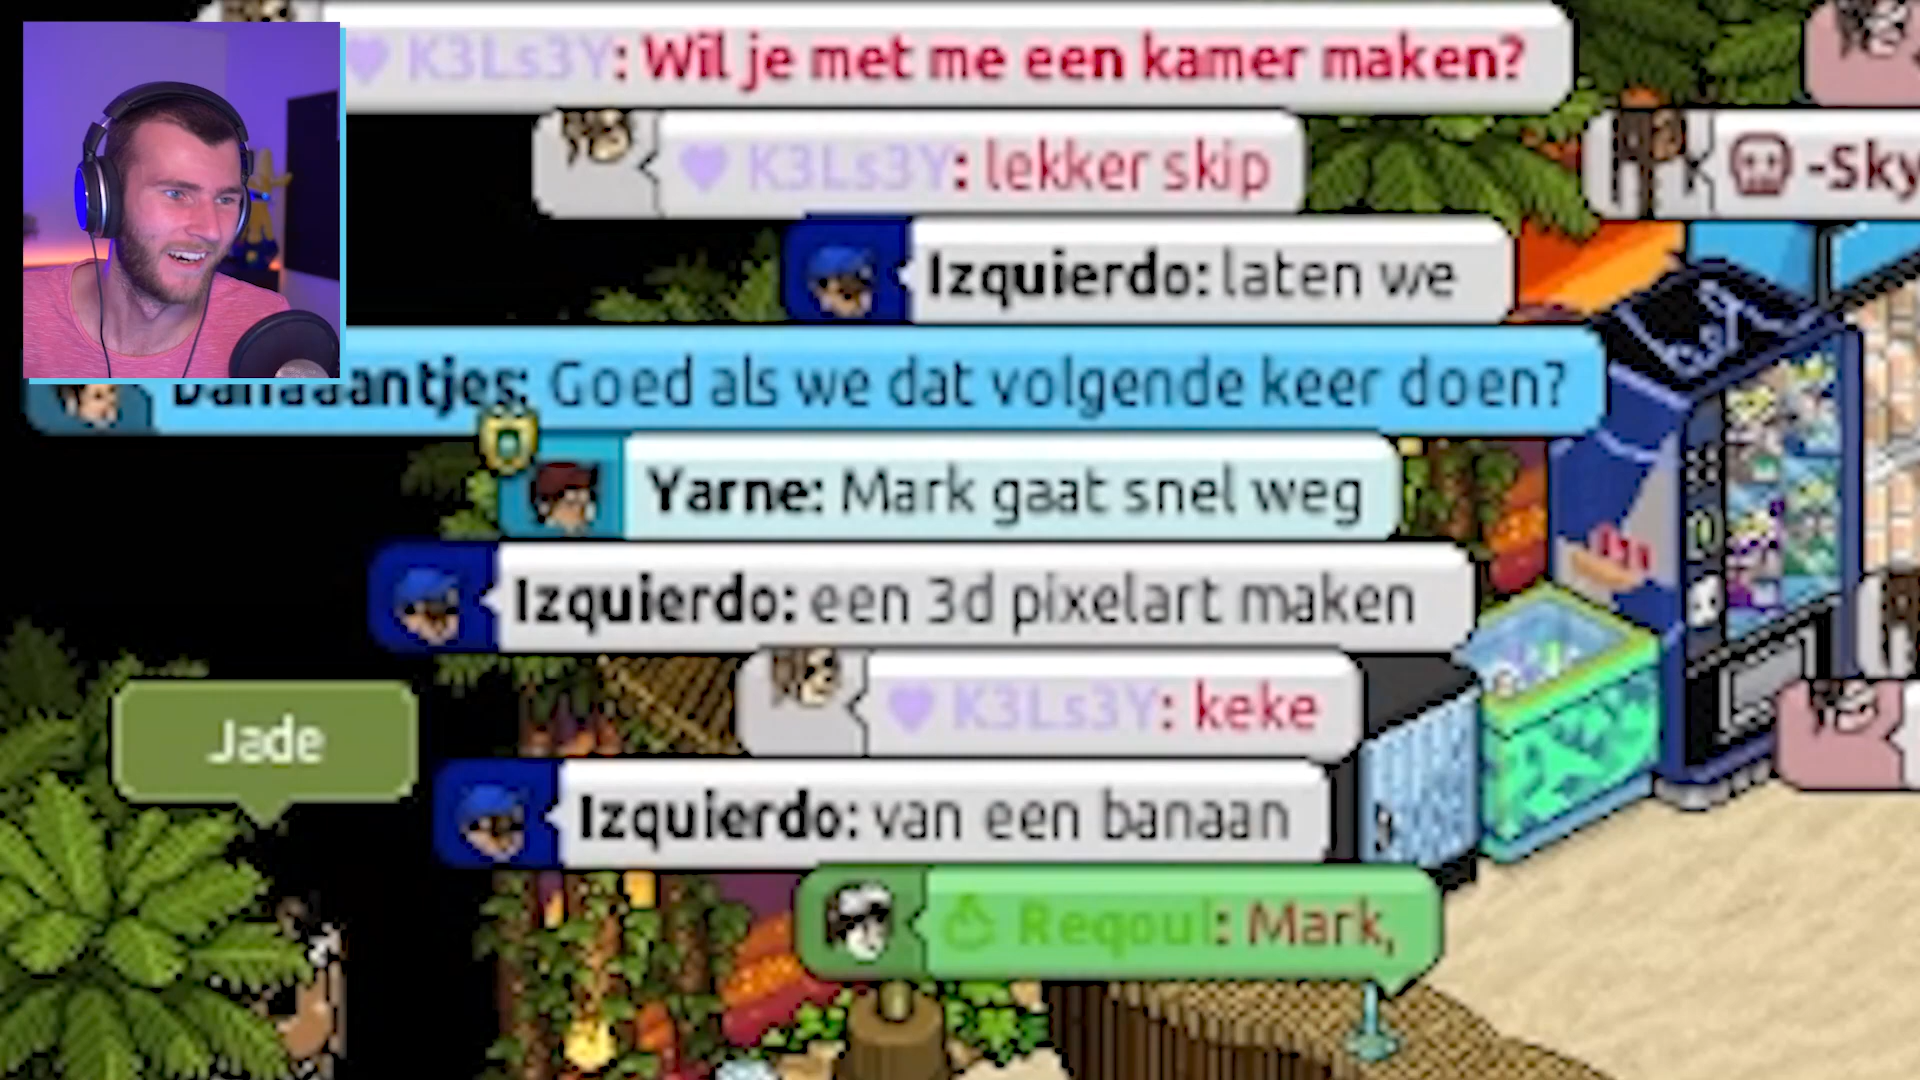 K3Ls3Y: Wil je met me een kamer maken?
K3Ls3Y: lekker skip
-Sky
Izquierdo: laten we
Danaaantjes: Goed als we dat volgende keer doen?
Yarne: Mark gaat snel weg
Izquierdo: een 3d pixelart maken
K3Ls3Y: keke
Jade
Izquierdo: van een banaan
Reqoul: Mark,